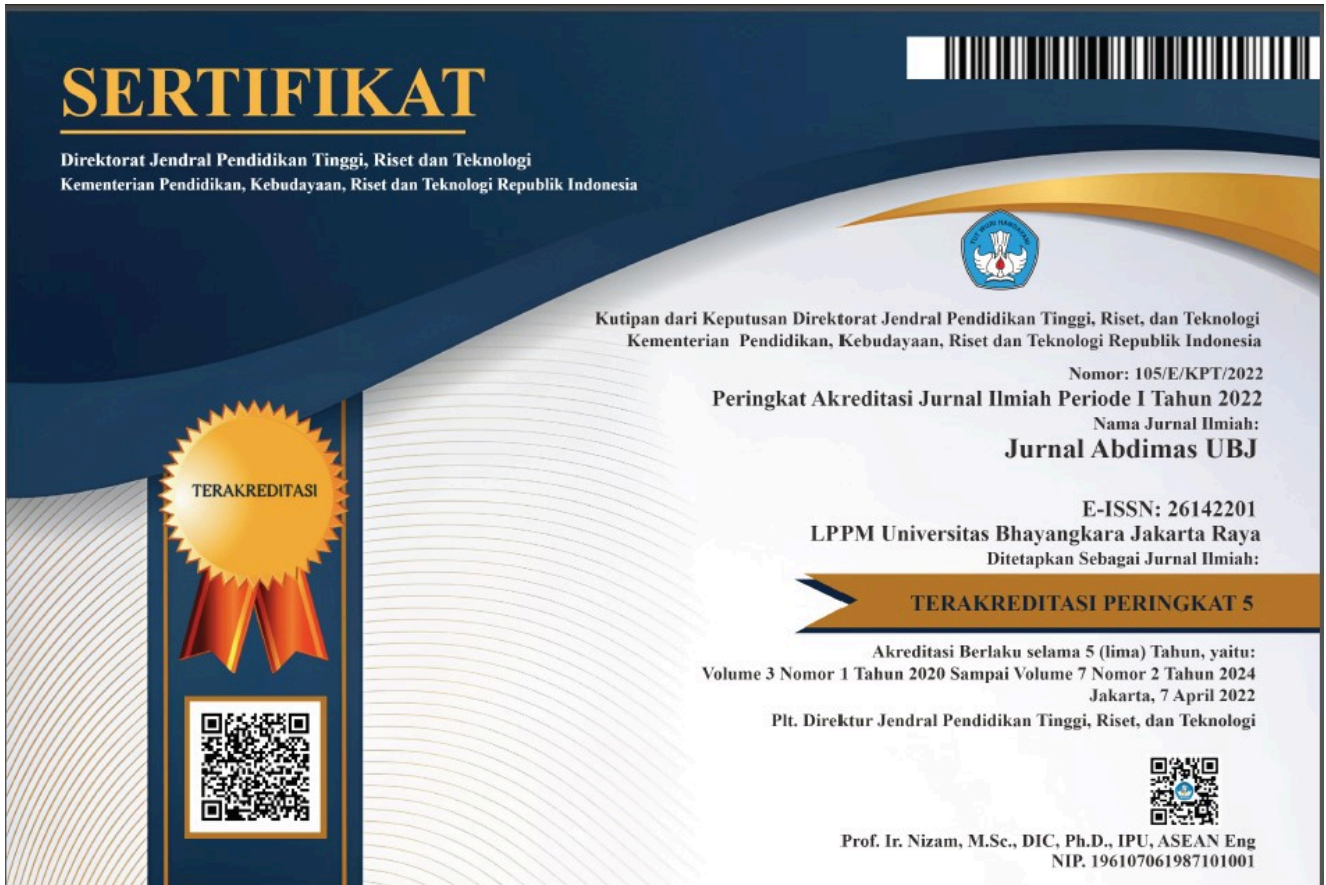 SERTIFIKAT
Direktorat Jendral Pendidikan Tinggi, Riset dan Teknologi
Kementerian Pendidikan, Kebudayaan, Riset dan Teknologi Republik Indonesia
TUT WURI HANDAYANI
Kutipan dari Keputusan Direktorat Jendral Pendidikan Tinggi, Riset, dan Teknologi
Kementerian Pendidikan, Kebudayaan, Riset dan Teknologi Republik Indonesia
Nomor: 105/E/KPT/2022
Peringkat Akreditasi Jurnal Ilmiah Periode I Tahun 2022
Nama Jurnal Ilmiah:
Jurnal Abdimas UBJ
E-ISSN: 26142201
LPPM Universitas Bhayangkara Jakarta Raya
Ditetapkan Sebagai Jurnal Ilmiah:
TERAKREDITASI PERINGKAT 5
Akreditasi Berlaku selama 5 (lima) Tahun, yaitu:
Volume 3 Nomor 1 Tahun 2020 Sampai Volume 7 Nomor 2 Tahun 2024
Jakarta, 7 April 2022
Plt. Direktur Jendral Pendidikan Tinggi, Riset, dan Teknologi
Prof. Ir. Nizam, M.Sc., DIC, Ph.D., IPU, ASEAN Eng
NIP. 196107061987101001
TERAKREDITASI